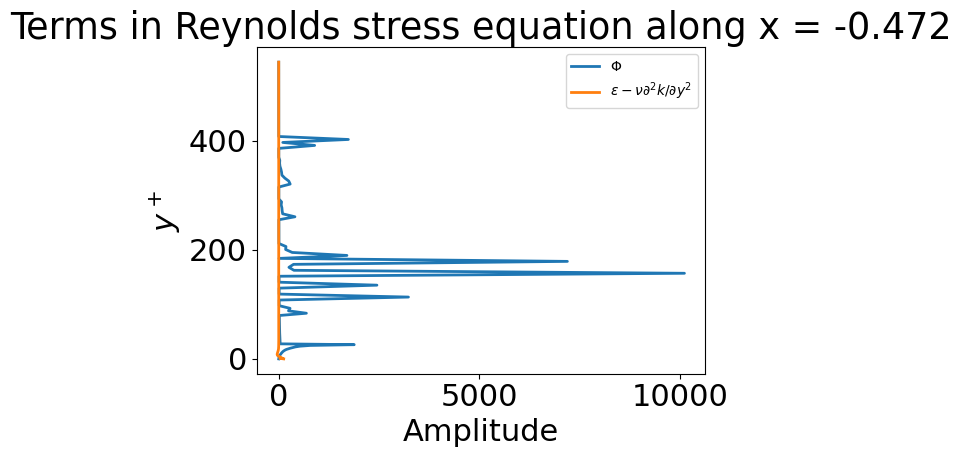 Terms in Reynolds stress equation along x = -0.472
Φ
ε − ν∂²k/∂y²
400
200
0
y⁺
0 5000 10000
Amplitude